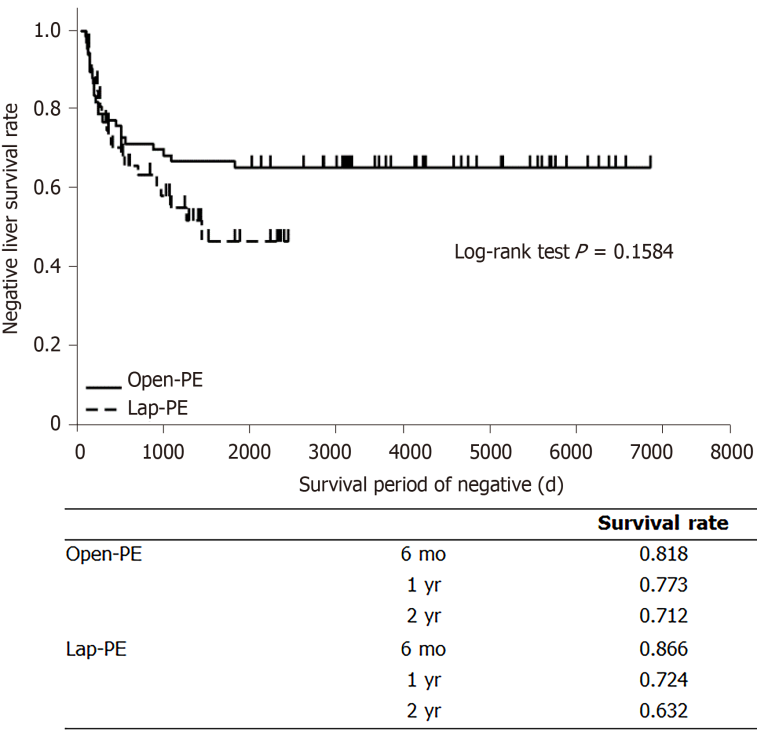 Negative liver survival rate
1.0
0.8
0.6
0.4
0.2
0
Log-rank test P = 0.1584
Open-PE
Lap-PE
0 1000 2000 3000 4000 5000 6000 7000 8000
Survival period of negative (d)
Survival rate
Open-PE 6 mo 0.818
1 yr 0.773
2 yr 0.712
Lap-PE 6 mo 0.866
1 yr 0.724
2 yr 0.632